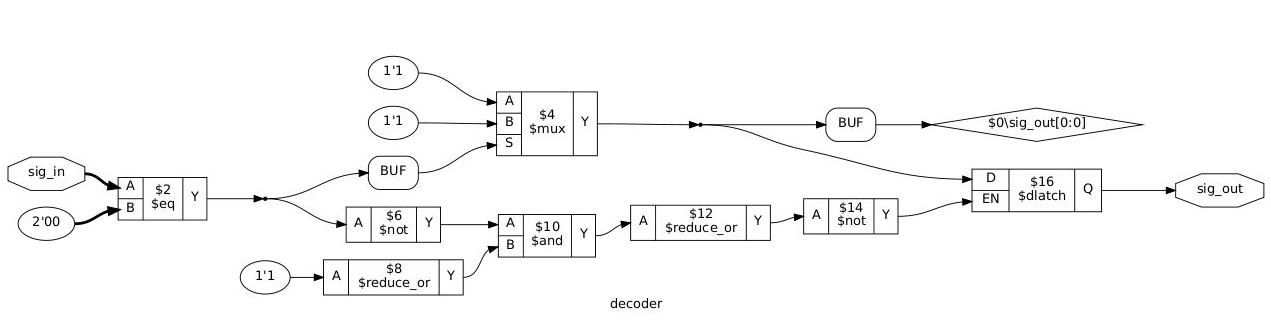 1'1
1'1
A
B
S
$4
$mux
Y
BUF
$0\sig_out[0:0]
sig_in
2'00
A
B
$2
$eq
Y
BUF
A
$6
$not
Y
1'1
A
$8
$reduce_or
Y
A
B
$10
$and
Y
A
$12
$reduce_or
Y
A
$14
$not
Y
D
EN
$16
$dlatch
Q
sig_out
decoder